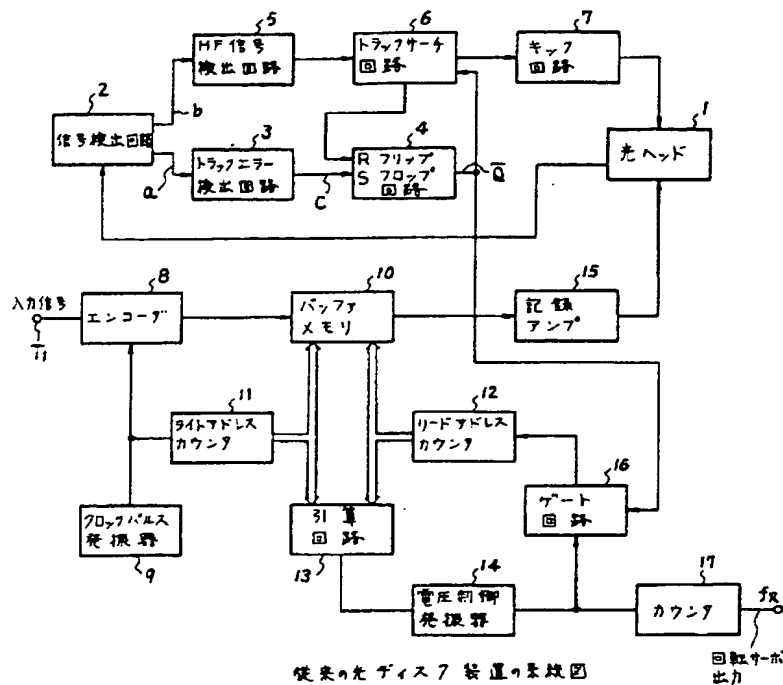 5
HF信号
検出回路
6
トラックサーチ
回路
7
キック
回路
2
信号検出回路
b
a
3
トラックエラー
検出回路
C
4
R フリップ
S フロップ
回路
Q
1
光ヘッド
入力信号
T1
8
エンコーダ
10
バッファ
メモリ
15
記録
アンプ
11
ライトアドレス
カウンタ
12
リードアドレス
カウンタ
16
ゲート
回路
クロックパルス
発振器
9
引算
回路
13
14
電圧制御
発振器
17
カウンタ
fR
回転サーボ
出力
従来の光ディスク装置の系統図